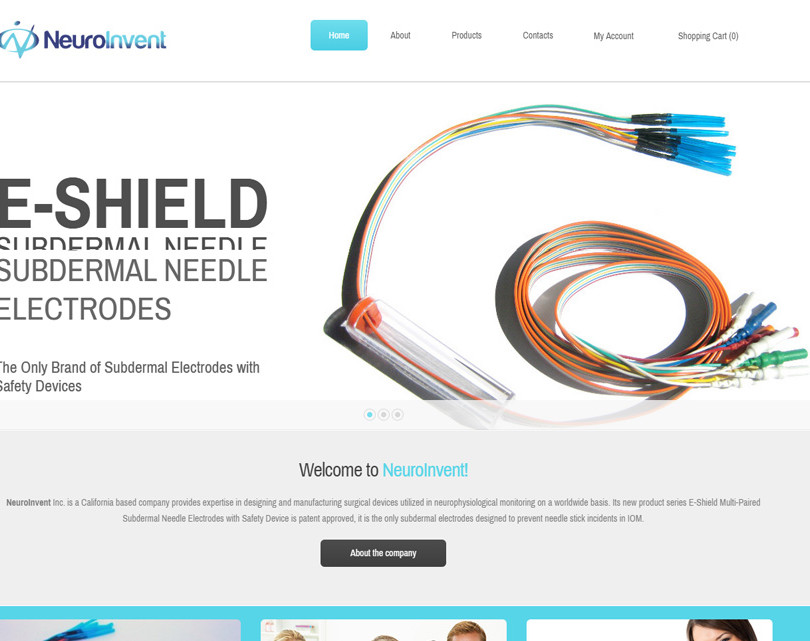 NeuroInvent
Home About Products Contacts My Account Shopping Cart (0)
E-SHIELD
SUBDERMAL NEEDLE
SUBDERMAL NEEDLE
ELECTRODES
The Only Brand of Subdermal Electrodes with
Safety Devices
Welcome to NeuroInvent!
NeuroInvent Inc. is a California based company provides expertise in designing and manufacturing surgical devices utilized in neurophysiological monitoring on a worldwide basis. Its new product series E-Shield Multi-Paired
Subdermal Needle Electrodes with Safety Device is patent approved, it is the only subdermal electrodes designed to prevent needle stick incidents in IOM.
About the company